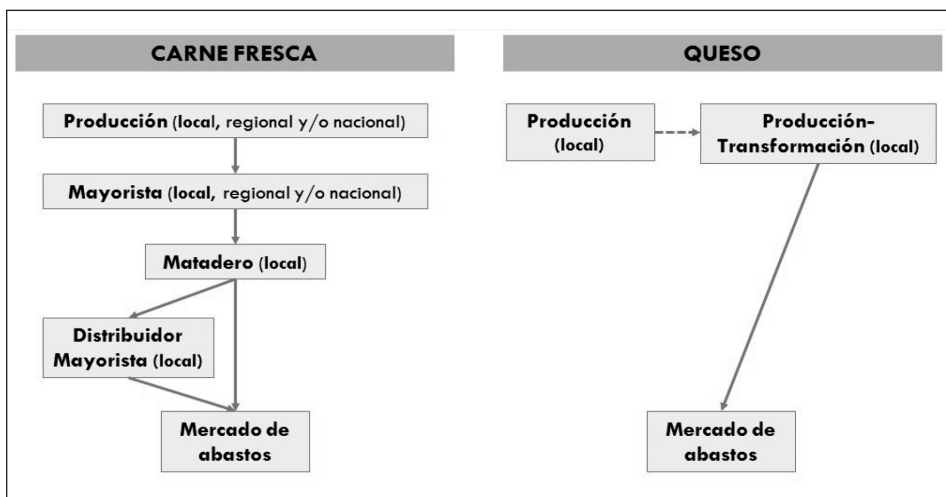 CARNE FRESCA
Producción (local, regional y/o nacional)
Mayorista (local, regional y/o nacional)
Matadero (local)
Distribuidor
Mayorista (local)
Mercado de
abastos
QUESO
Producción
(local)
Producción-
Transformación (local)
Mercado de
abastos